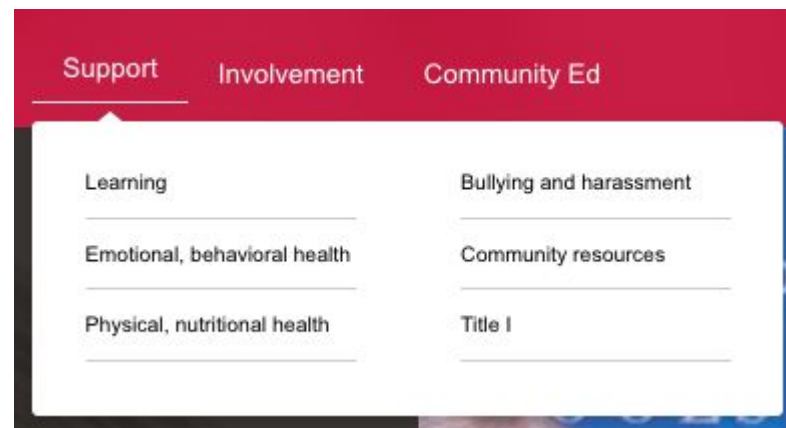 Support
Involvement
Community Ed
Learning
Bullying and harassment
Emotional, behavioral health
Community resources
Physical, nutritional health
Title I